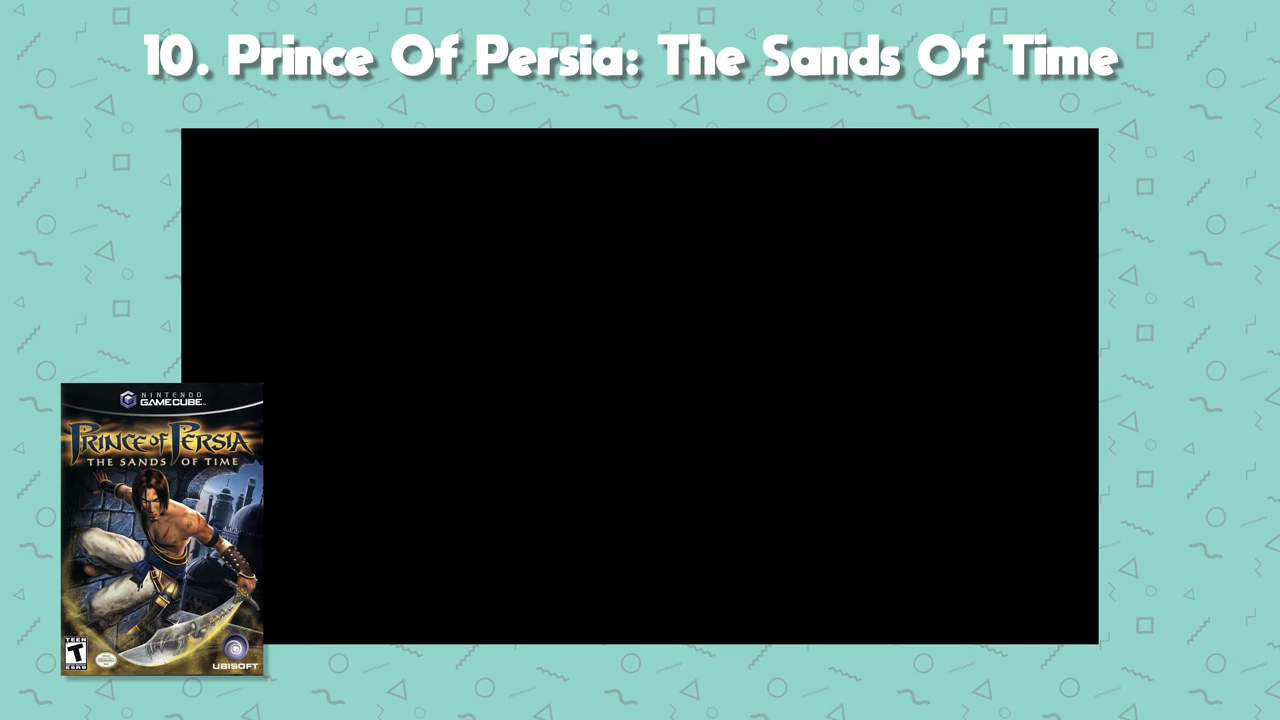 10. Prince Of Persia: The Sands Of Time
NINTENDO
GAMECUBE
PRINCE OF PERSIA
THE SANDS OF TIME
TEEN
T
ESRB
UBISOFT